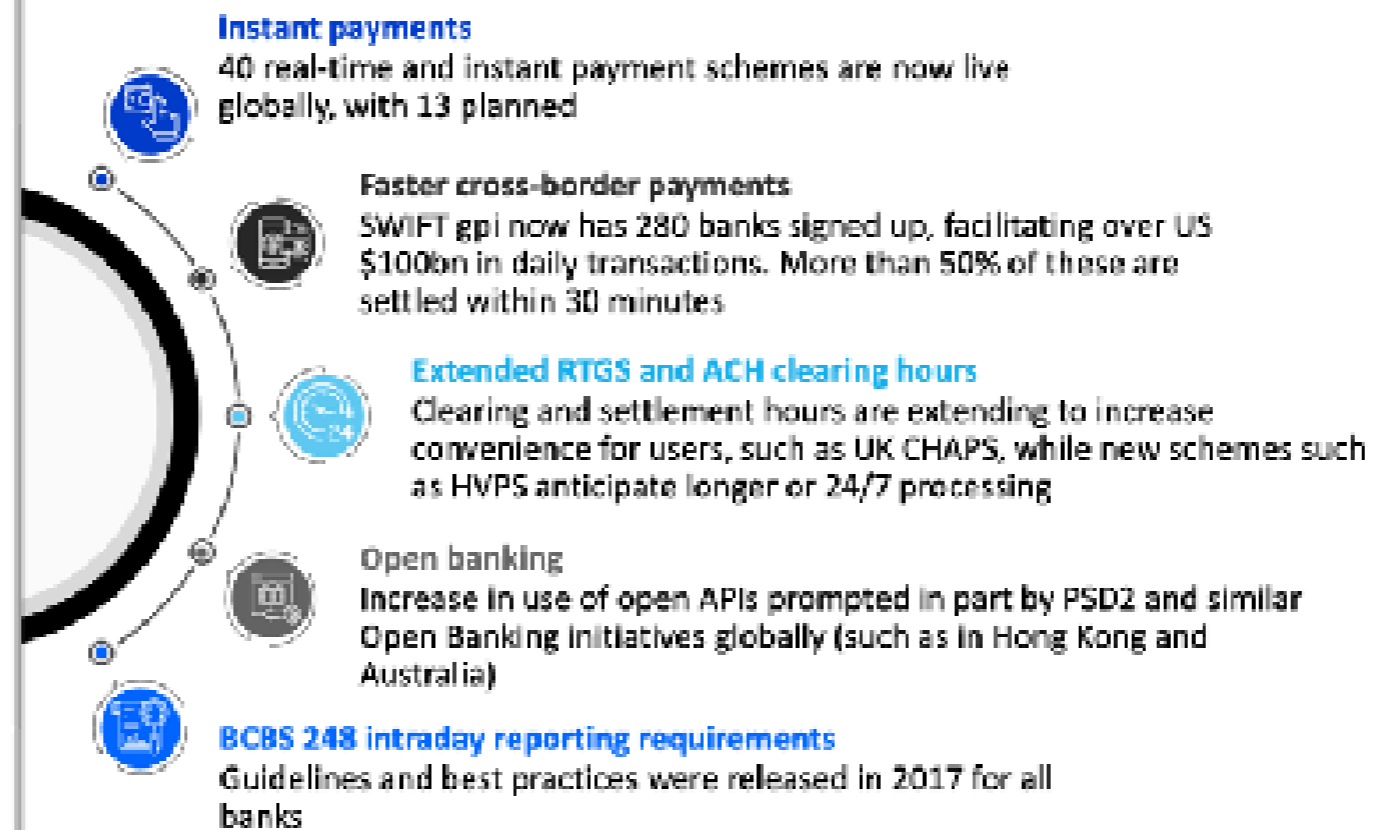 Instant payments
40 real-time and instant payment schemes are now live
globally, with 13 planned
Faster cross-border payments
SWIFT gpi now has 280 banks signed up, facilitating over US
$100bn in daily transactions. More than 50% of these are
settled within 30 minutes
Extended RTGS and ACH clearing hours
Clearing and settlement hours are extending to increase
convenience for users, such as UK CHAPS, while new schemes such
as HVPS anticipate longer or 24/7 processing
Open banking
Increase in use of open APIs prompted in part by PSD2 and similar
Open Banking initiatives globally (such as in Hong Kong and
Australia)
BCBS 248 intraday reporting requirements
Guidelines and best practices were released in 2017 for all
banks